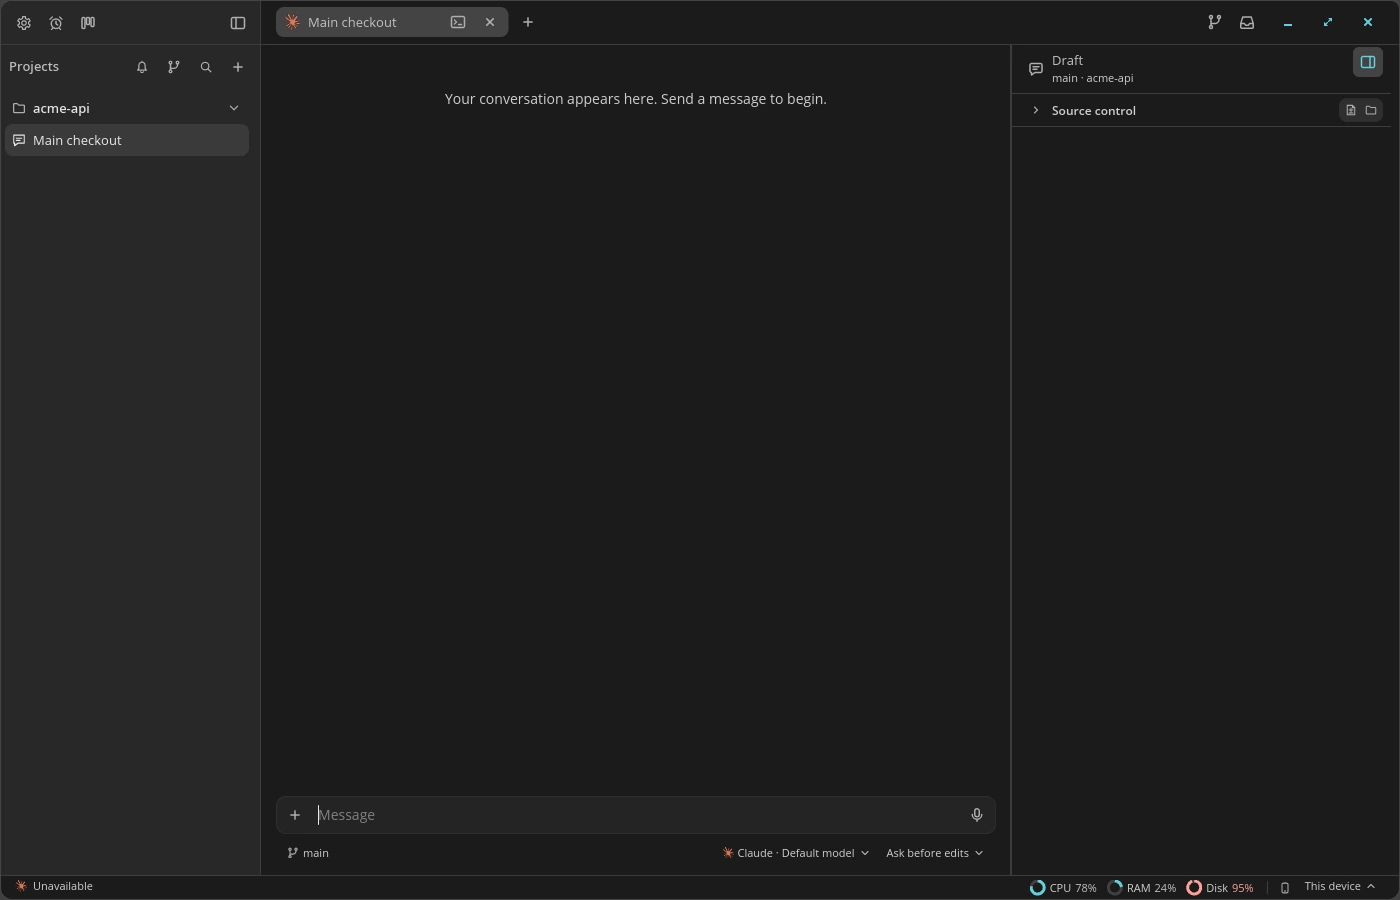 Main checkout
Projects
acme-api
Main checkout
Your conversation appears here. Send a message to begin.
Draft
main · acme-api
Source control
Message
main
Claude · Default model
Ask before edits
Unavailable
CPU 78%
RAM 24%
Disk 95%
This device